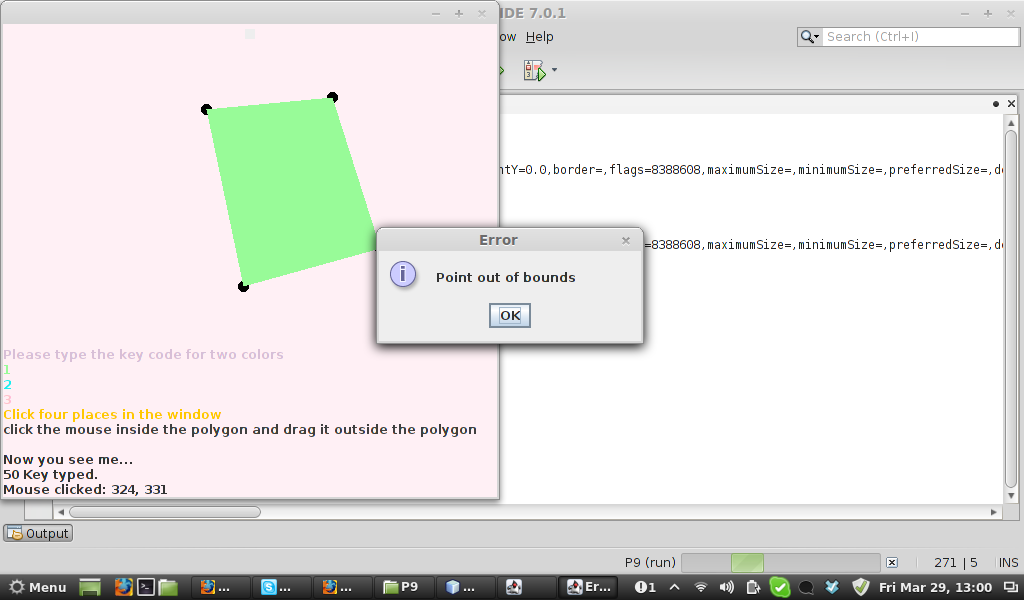 IDE 7.0.1
ow Help
Search (Ctrl+I)
ntY=0.0,border=,flags=8388608,maximumSize=,minimumSize=,preferredSize=,de
=8388608,maximumSize=,minimumSize=,preferredSize=,de
Error
Point out of bounds
OK
Please type the key code for two colors
1
2
3
Click four places in the window
click the mouse inside the polygon and drag it outside the polygon
Now you see me...
50 Key typed.
Mouse clicked: 324, 331
Output
P9 (run)
271 | 5 INS
Menu ... ... ... P9 ... Er... 1 Fri Mar 29, 13:00